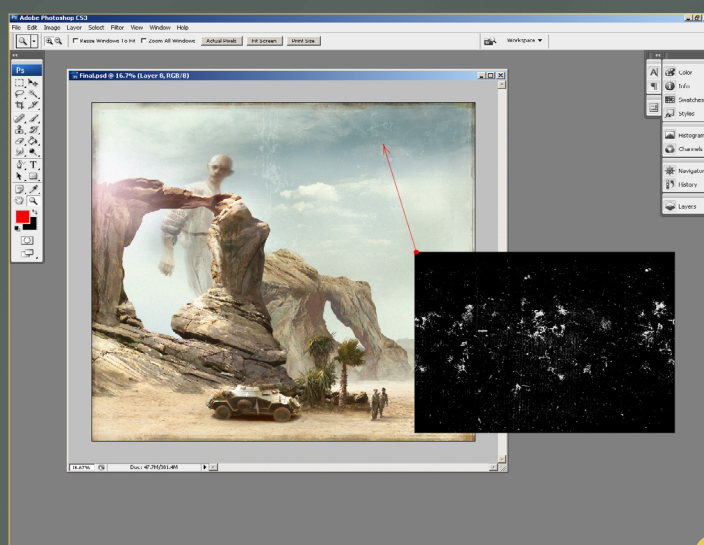 Ps Adobe Photoshop CS3
File Edit Image Layer Select Filter View Window Help
Resize Windows To Fit Zoom All Windows Actual Pixels Fit Screen Print Size Workspace ▼
Ps
Final.psd @ 16.7% (Layer 8, RGB/8)
A
Color
Info
Swatches
Styles
Histogram
Channels
Navigator
History
Layers
T
16.67% Doc: 47.7M/381.4M